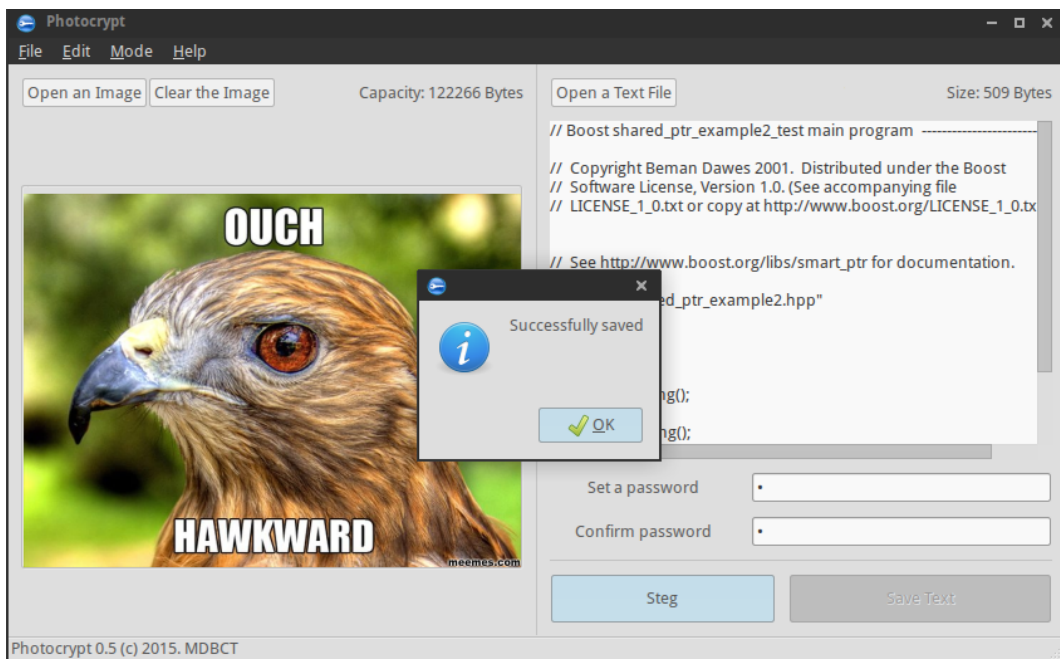 Photocrypt
File Edit Mode Help
Open an Image Clear the Image Capacity: 122266 Bytes
OUCH
HAWKWARD
meemes.com
Open a Text File Size: 509 Bytes
// Boost shared_ptr_example2_test main program ------------------------
// Copyright Beman Dawes 2001. Distributed under the Boost
// Software License, Version 1.0. (See accompanying file
// LICENSE_1_0.txt or copy at http://www.boost.org/LICENSE_1_0.tx
// See http://www.boost.org/libs/smart_ptr for documentation.
ed_ptr_example2.hpp"
ng();
ng();
Successfully saved
OK
Set a password
Confirm password
Steg Save Text
Photocrypt 0.5 (c) 2015. MDBCT